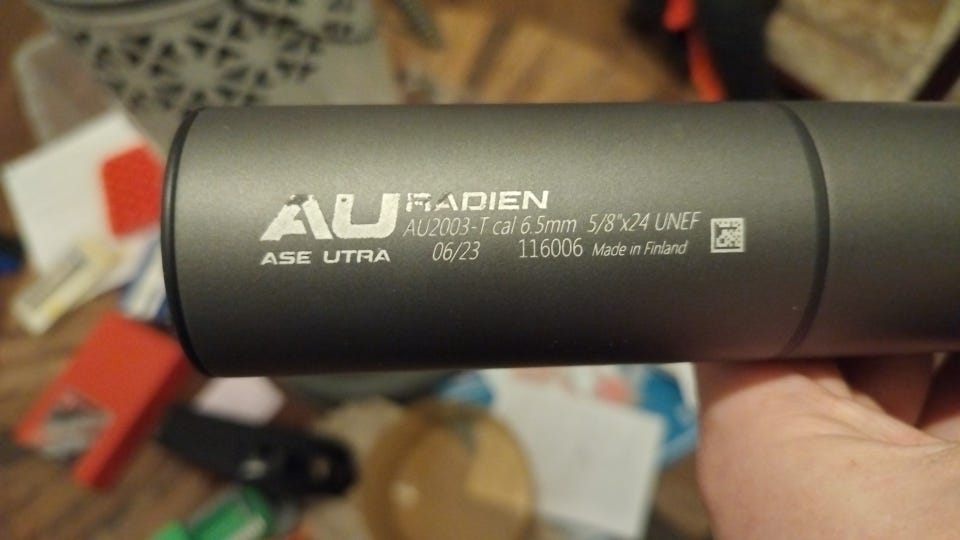 AU RADIEN
AU2003-T cal 6.5mm 5/8"x24 UNEF
ASE UTRA 06/23 116006 Made in Finland